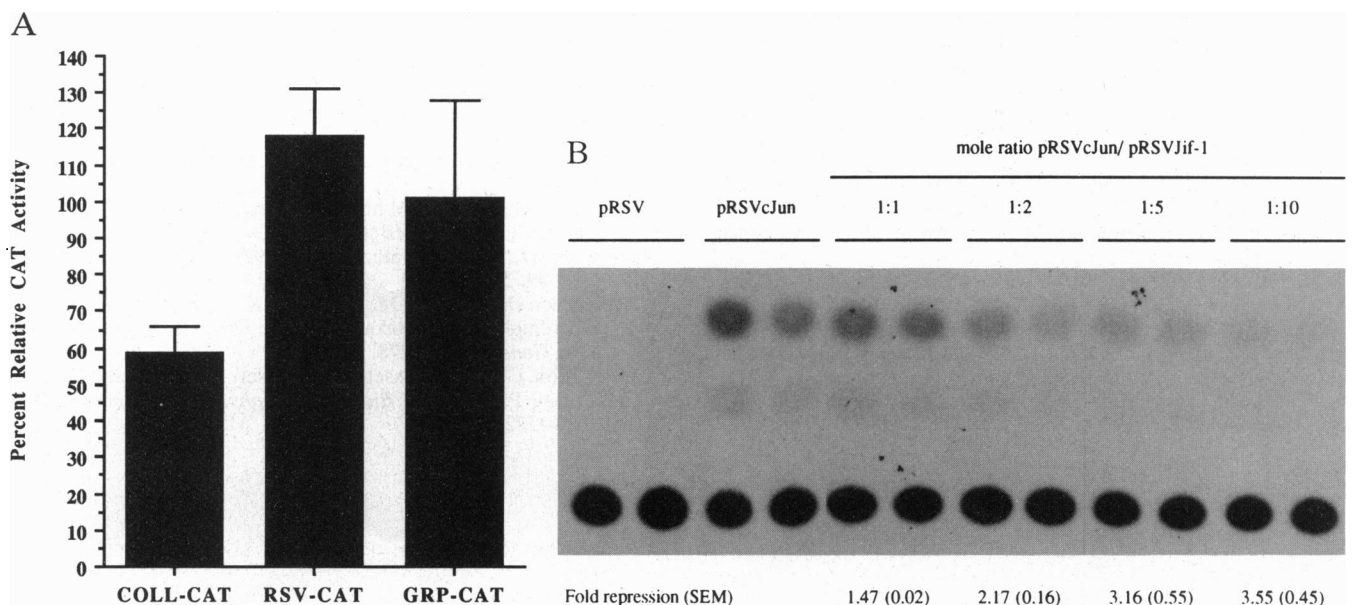 A
Percent Relative CAT Activity
140
130
120
110
100
90
80
70
60
50
40
30
20
10
0
COLL-CAT RSV-CAT GRP-CAT
B
mole ratio pRSVcJun/ pRSVJif-1
pRSV pRSVcJun 1:1 1:2 1:5 1:10
Fold repression (SEM) 1.47 (0.02) 2.17 (0.16) 3.16 (0.55) 3.55 (0.45)